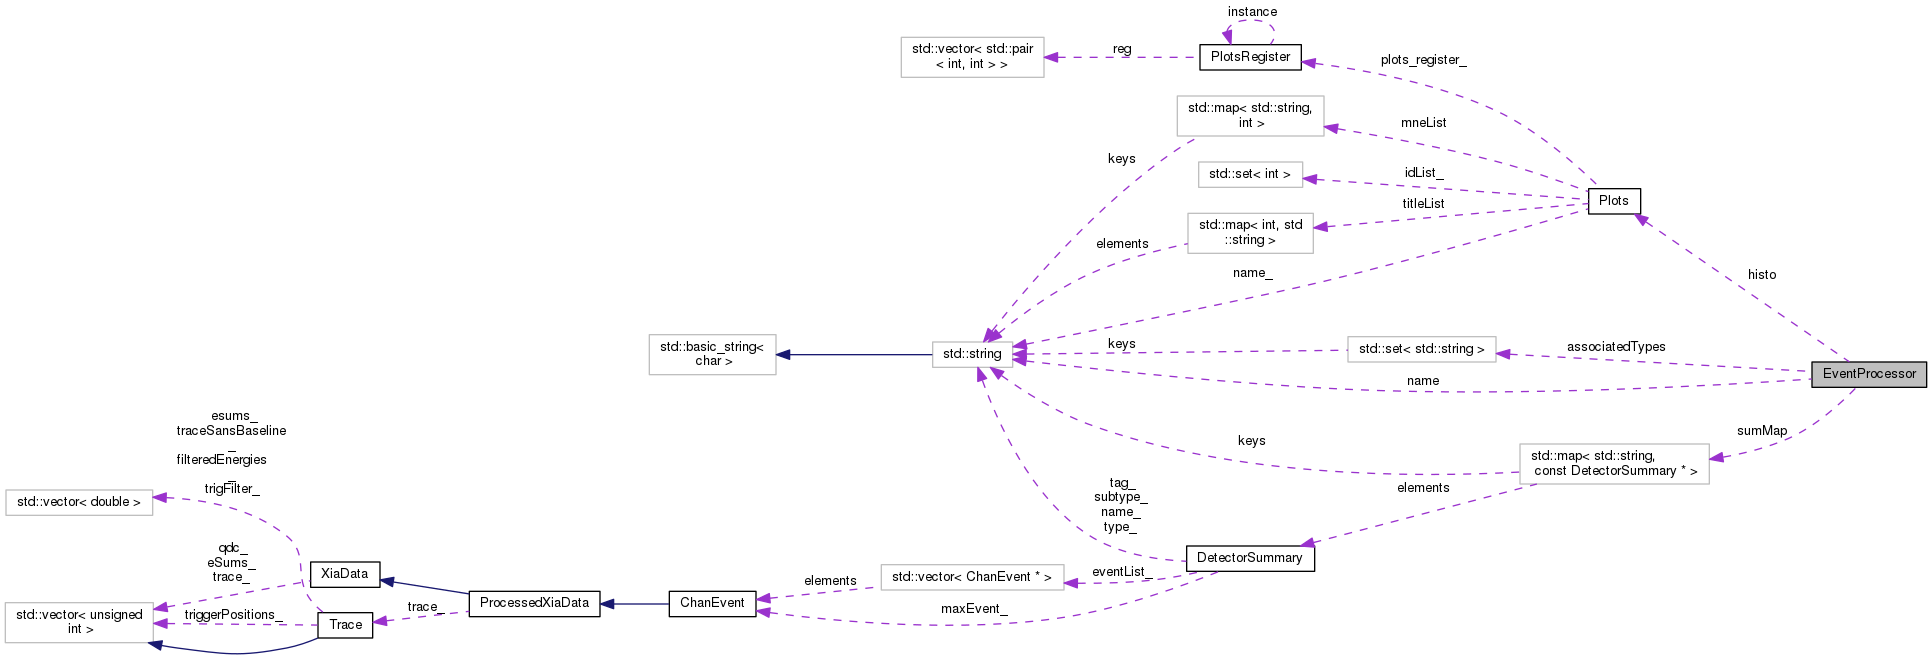 instance
std::vector< std::pair
< int, int > >
reg
PlotsRegister
plots_register_
std::map< std::string,
int >
mneList
keys
std::set< int >
idList_
Plots
titleList
std::map< int, std
::string >
elements
name_
histo
std::basic_string<
char >
std::string
keys
std::set< std::string >
associatedTypes
EventProcessor
name
sumMap
keys
std::map< std::string,
const DetectorSummary * >
elements
esums_
traceSansBaseline
_
filteredEnergies
_
trigFilter_
std::vector< double >
tag_
subtype_
name_
type_
DetectorSummary
qdc_
eSums_
trace_
XiaData
eventList_
std::vector< ChanEvent * >
elements
maxEvent_
ChanEvent
ProcessedXiaData
trace_
std::vector< unsigned
int >
triggerPositions_
Trace